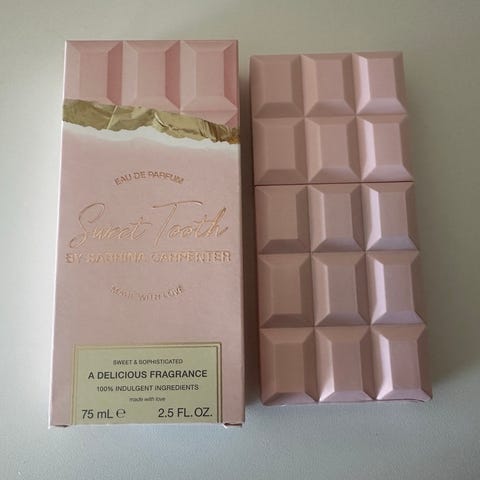 EAU DE PARFUM
Sweet Tooth
BY SABRINA CARPENTER
MADE WITH LOVE
SWEET & SOPHISTICATED
A DELICIOUS FRAGRANCE
100% INDULGENT INGREDIENTS
made with love
75 mL ℮ 2.5 FL.OZ.